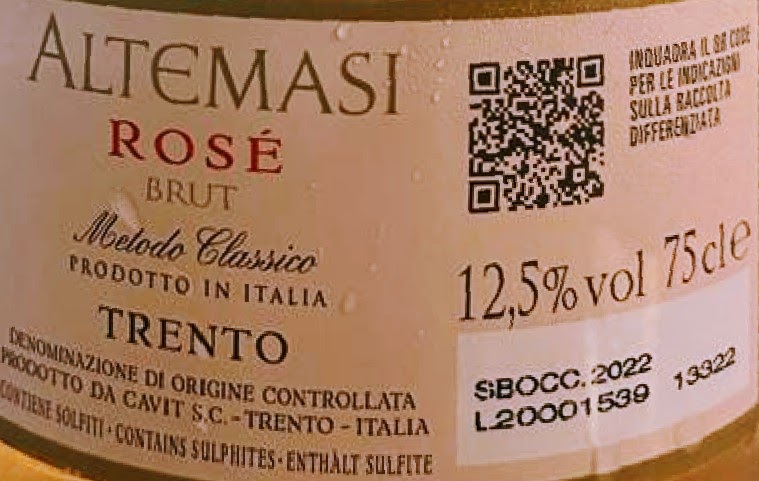 ALTEMASI
ROSÉ
BRUT
Metodo Classico
PRODOTTO IN ITALIA
TRENTO
DENOMINAZIONE DI ORIGINE CONTROLLATA
PRODOTTO DA CAVIT S.C. - TRENTO - ITALIA
CONTIENE SOLFITI · CONTAINS SULPHITES · ENTHÀLT SULFITE
INQUADRA IL QR CODE
PER LE INDICAZIONI
SULLA RACCOLTA
DIFFERENZIATA
12,5% vol 75cl e
SBOCC. 2022
L20001539 13322